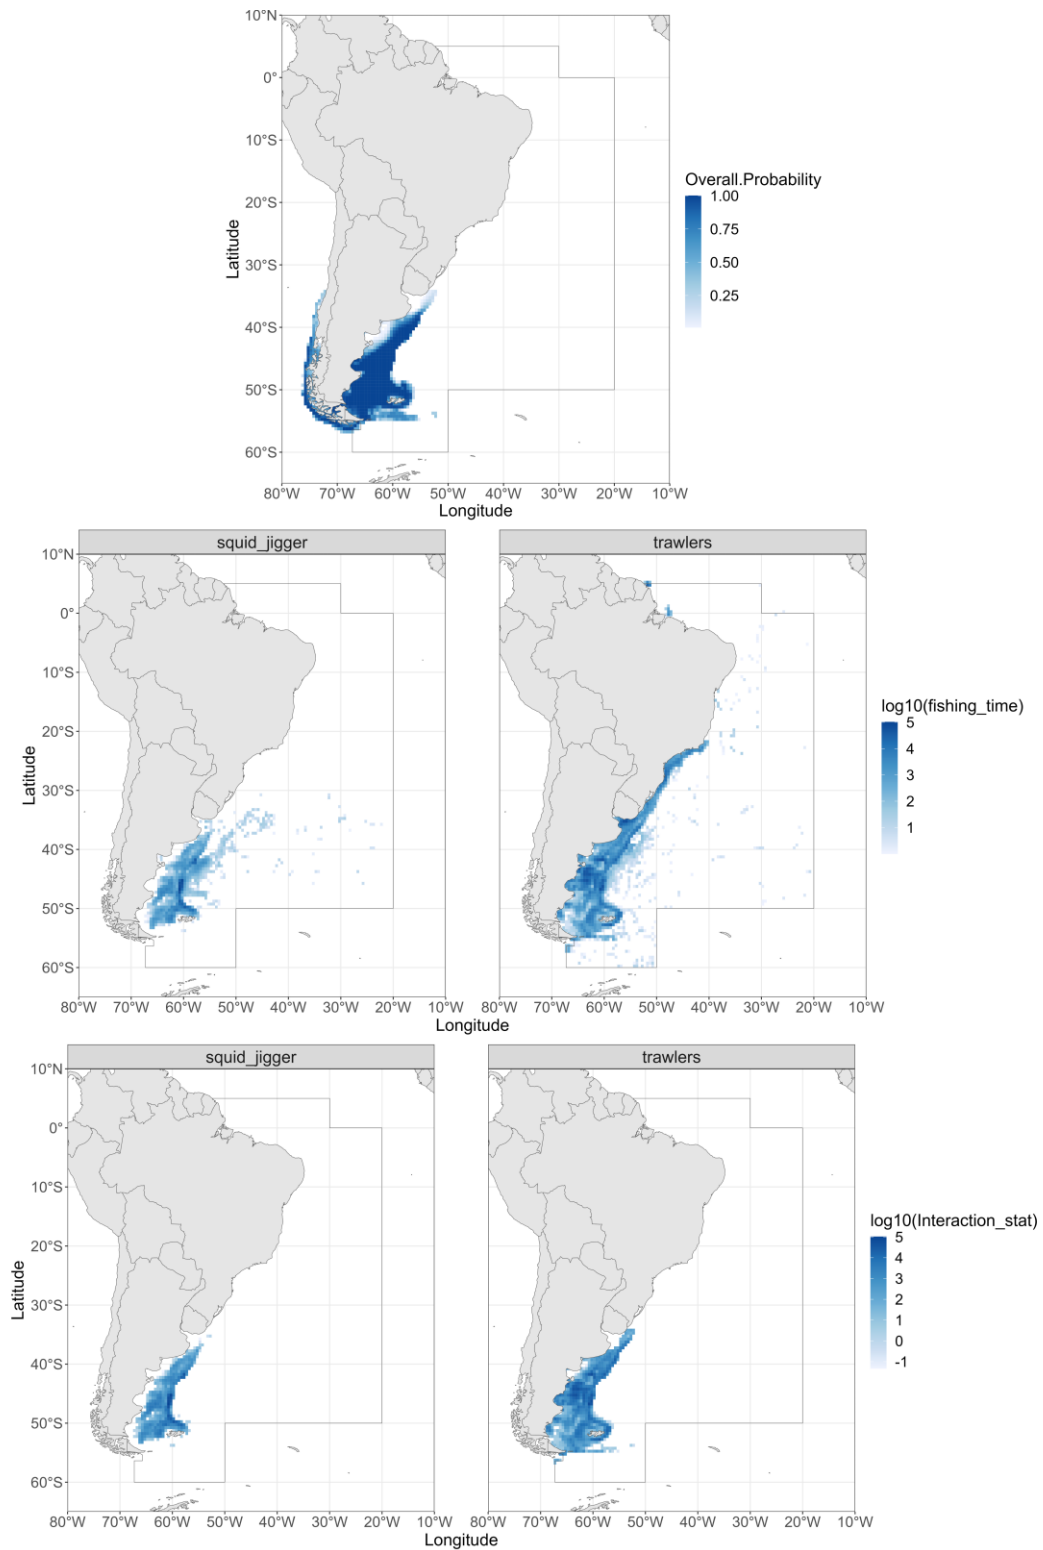 10°N
0°
10°S
20°S
30°S
40°S
50°S
60°S
Latitude
80°W 70°W 60°W 50°W 40°W 30°W 20°W 10°W
Longitude
Overall.Probability
1.00
0.75
0.50
0.25
squid_jigger trawlers
10°N
0°
10°S
20°S
30°S
40°S
50°S
60°S
Latitude
80°W 70°W 60°W 50°W 40°W 30°W 20°W 10°W 80°W 70°W 60°W 50°W 40°W 30°W 20°W 10°W
Longitude
log10(fishing_time)
5
4
3
2
1
squid_jigger trawlers
10°N
0°
10°S
20°S
30°S
40°S
50°S
60°S
Latitude
80°W 70°W 60°W 50°W 40°W 30°W 20°W 10°W 80°W 70°W 60°W 50°W 40°W 30°W 20°W 10°W
Longitude
log10(Interaction_stat)
5
4
3
2
1
0
-1